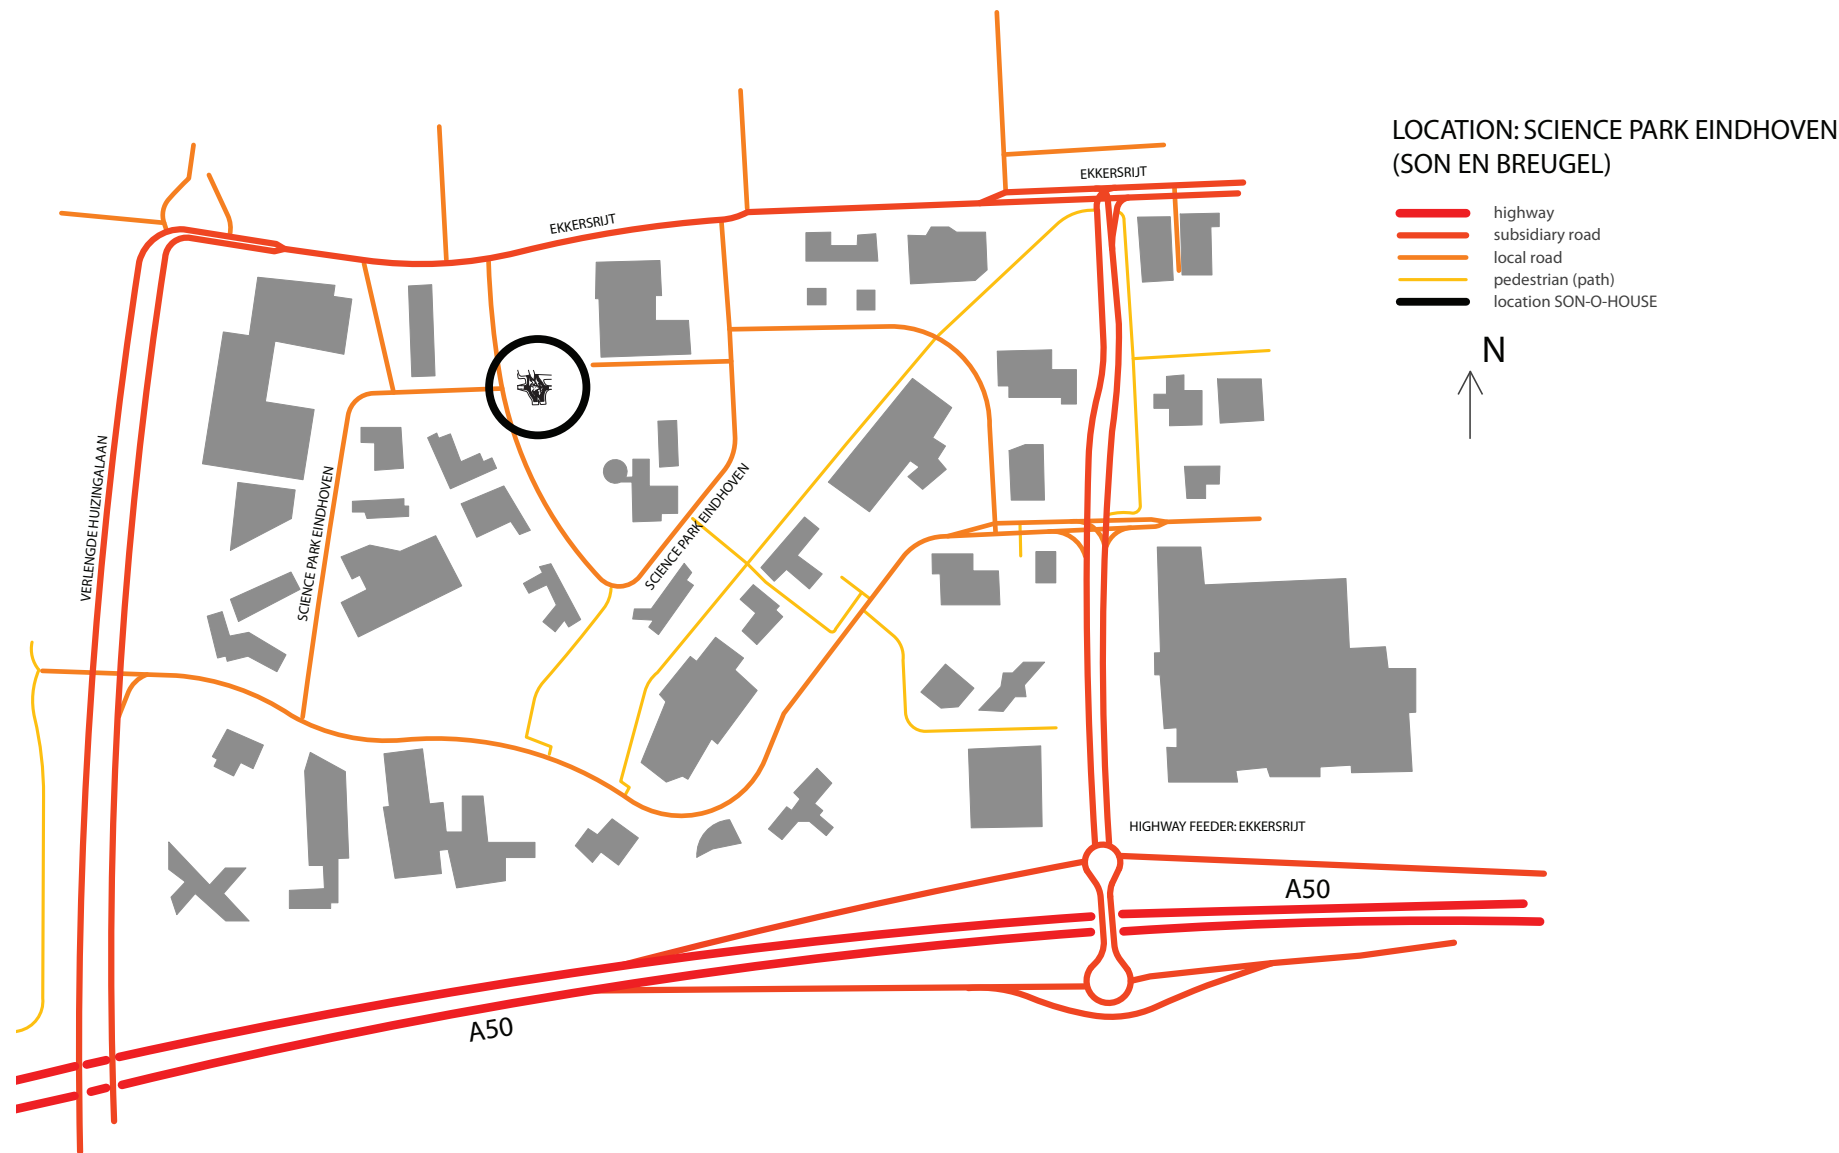 LOCATION: SCIENCE PARK EINDHOVEN
(SON EN BREUGEL)
highway
subsidiary road
local road
pedestrian (path)
location SON-O-HOUSE
N
EKKERSRIJT
EKKERSRIJT
VERLENGDE HUIZINGALAAN
SCIENCE PARK EINDHOVEN
SCIENCE PARK EINDHOVEN
HIGHWAY FEEDER: EKKERSRIJT
A50
A50